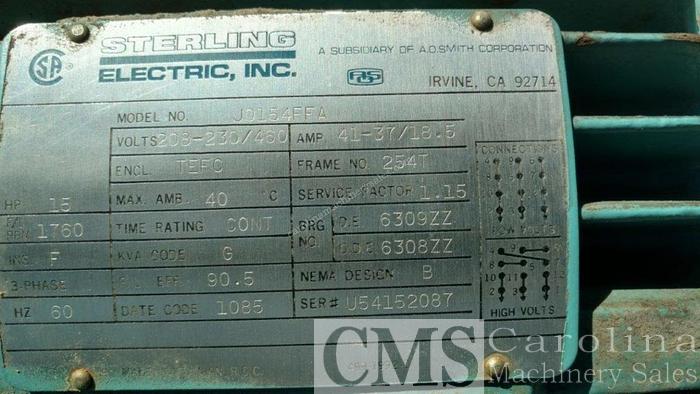 SA
STERLING
ELECTRIC, INC.
A SUBSIDIARY OF A.O.SMITH CORPORATION
IRVINE, CA 92714
MODEL NO. J0154FFA
VOLTS 208-230/460 AMP. 41-37/18.5
ENCL. TEFC FRAME NO. 254T
HP 15 MAX. AMB. 40 °C SERVICE FACTOR 1.15
RPM 1760 TIME RATING CONT BRG NO. D.E. 6309ZZ
INS. F KVA CODE G O.D.E. 6308ZZ
3-PHASE EFF. 90.5 NEMA DESIGN B
HZ 60 DATE CODE 1085 SER# U54152087
CONNECTIONS
LOW VOLTS
HIGH VOLTS
CMS Carolina
Machinery Sales